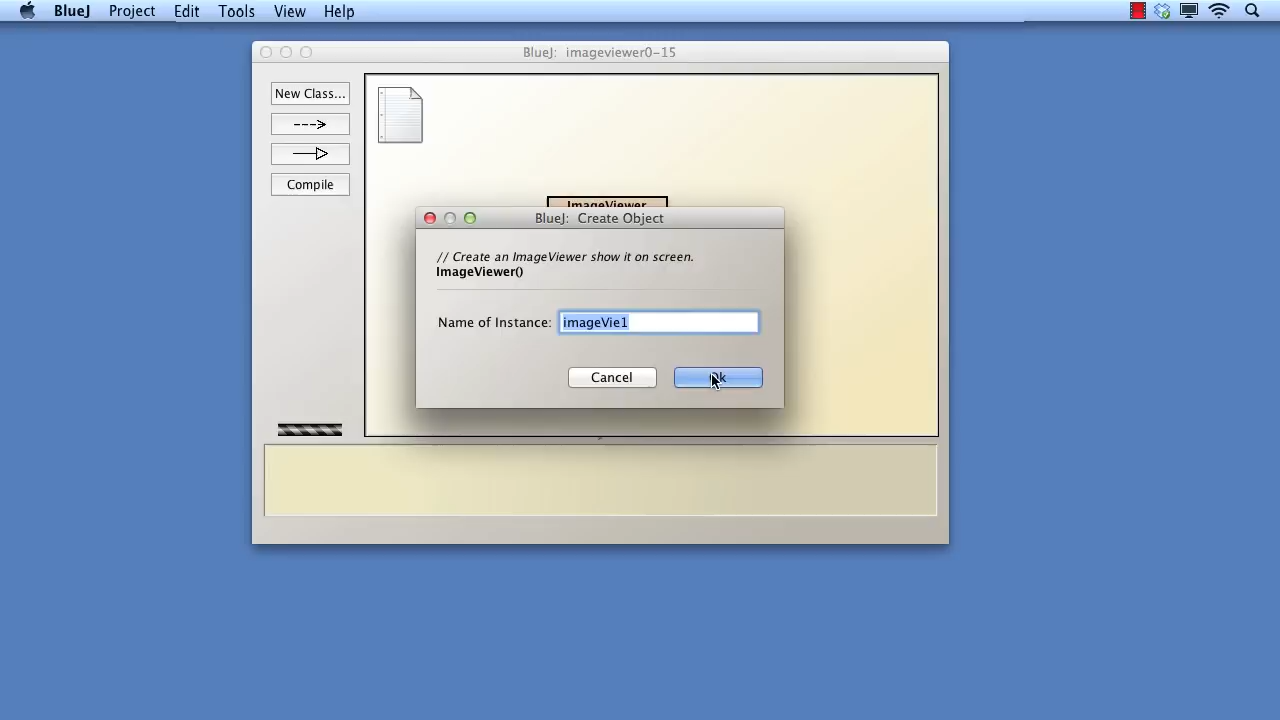 BlueJ Project Edit Tools View Help
BlueJ: imageviewer0-15
New Class...
Compile
ImageViewer
BlueJ: Create Object
// Create an ImageViewer show it on screen.
ImageViewer()
Name of Instance: imageVie1
Cancel Ok